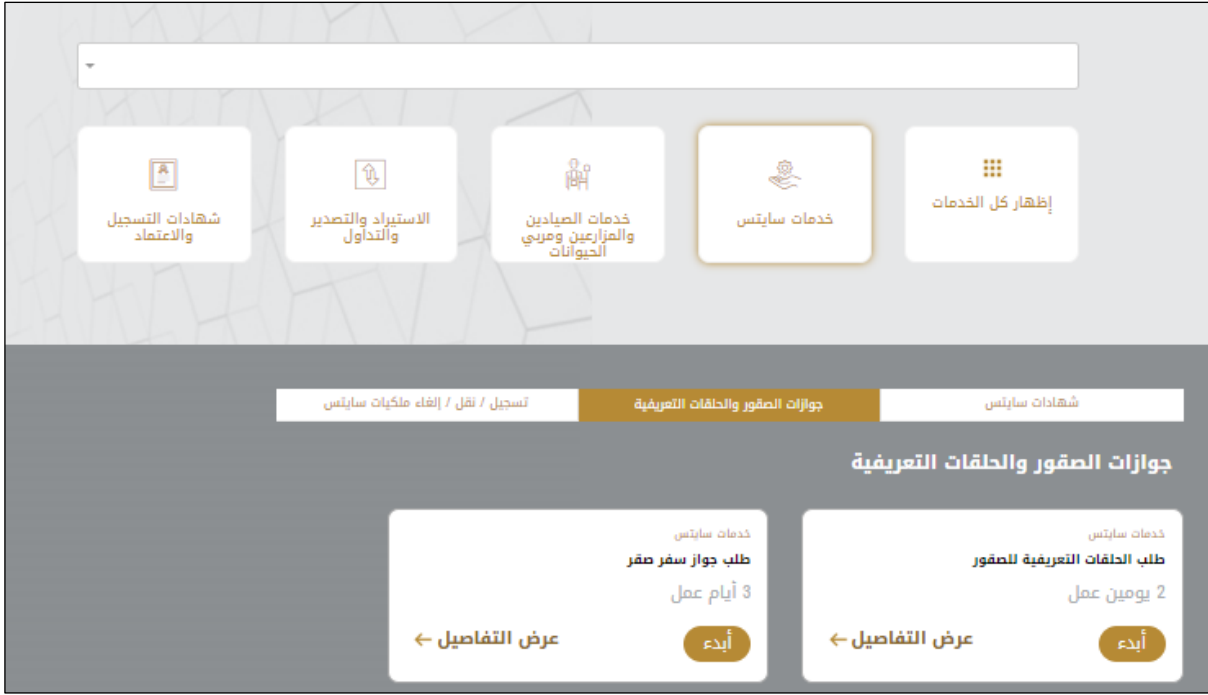 إظهار كل الخدمات
خدمات سايتس
خدمات الصيادين
والمزارعين ومربي
الحيوانات
الاستيراد والتصدير
والتداول
شهادات التسجيل
والاعتماد
شهادات سايتس
جوازات الصقور والحلقات التعريفية
تسجيل / نقل / إلغاء ملكيات سايتس
جوازات الصقور والحلقات التعريفية
خدمات سايتس
طلب الحلقات التعريفية للصقور
2 يومين عمل
أبدء
عرض التفاصيل ←
خدمات سايتس
طلب جواز سفر صقر
3 أيام عمل
أبدء
عرض التفاصيل ←